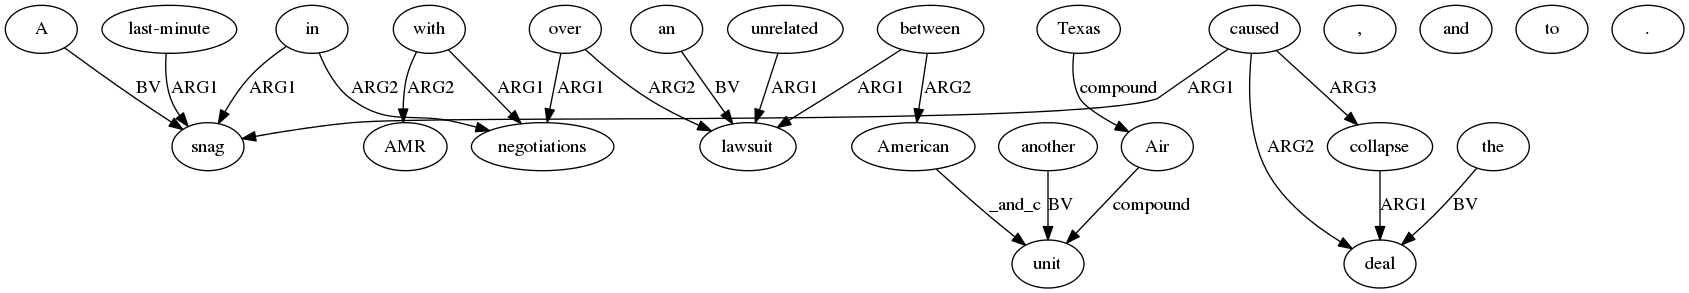 A last-minute in with over an unrelated between Texas caused , and to .
BV ARG1 ARG1 ARG2 ARG2 ARG1 ARG1 ARG2 BV ARG1 ARG1 ARG2 compound ARG1 ARG3
snag AMR negotiations lawsuit American another Air collapse the
ARG2
_and_c BV compound ARG1 BV
unit deal